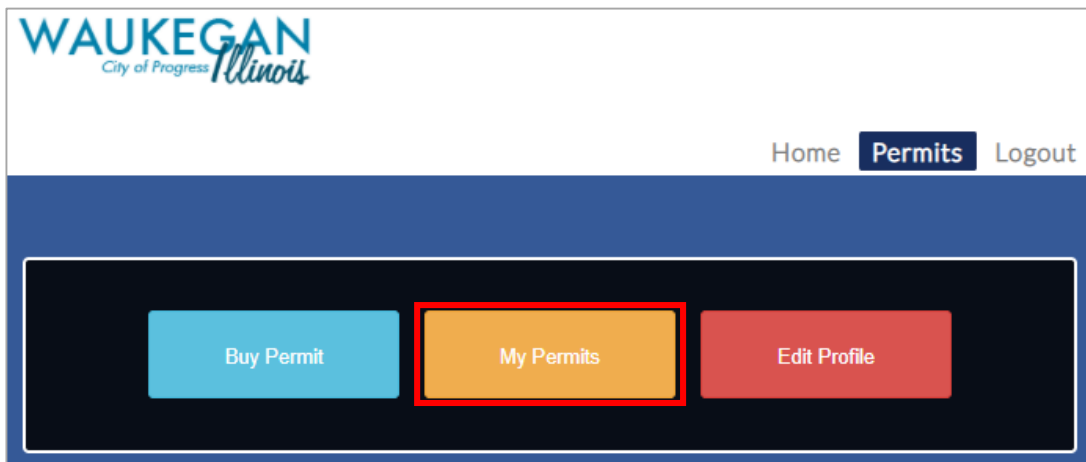 WAUKEGAN
City of Progress Illinois
Home Permits Logout
Buy Permit My Permits Edit Profile